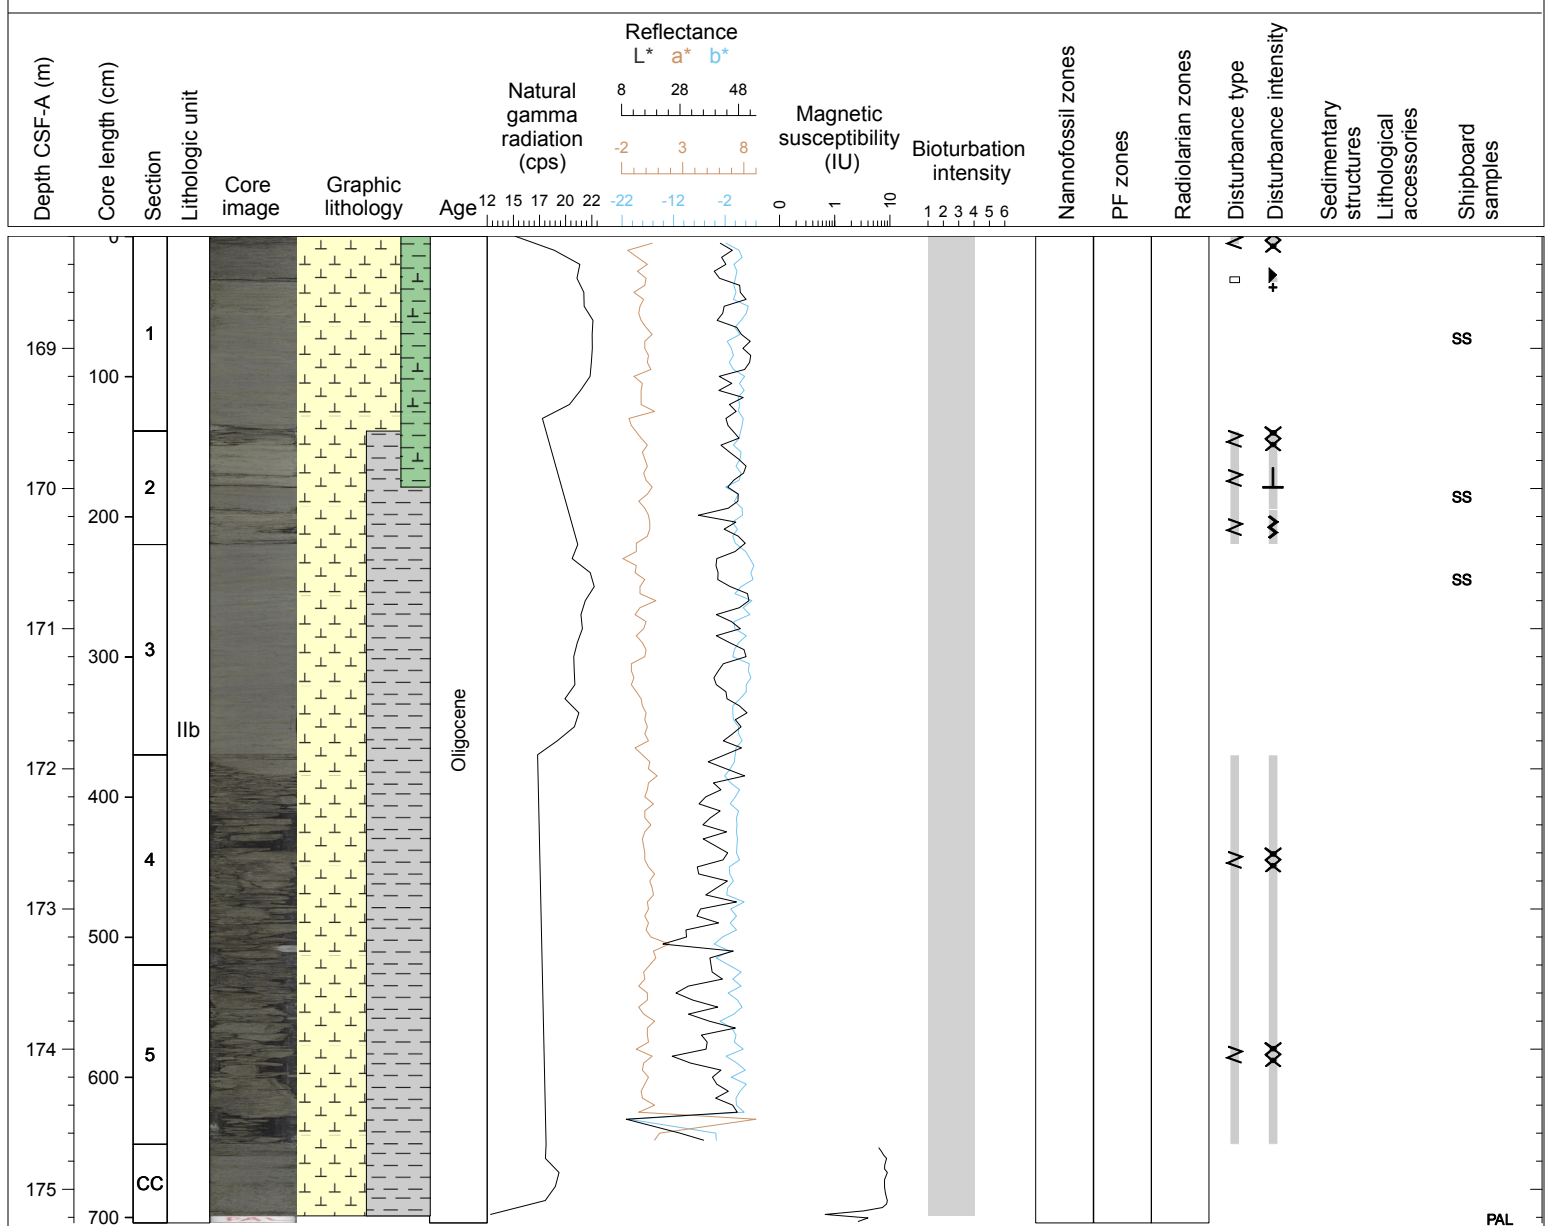 Depth CSF-A (m)
Core length (cm)
Section
Lithologic unit
Core
image
Graphic
lithology
Age
Natural
gamma
radiation
(cps)
12 15 17 20 22
Reflectance
L* a* b*
8 28 48
-2 3 8
-22 -12 -2
Magnetic
susceptibility
(IU)
0 1 10
Bioturbation
intensity
1 2 3 4 5 6
Nannofossil zones
PF zones
Radiolarian zones
Disturbance type
Disturbance intensity
Sedimentary
structures
Lithological
accessories
Shipboard
samples
0
1
169
SS
100
2
170
SS
200
SS
171
3
300
IIb
Oligocene
172
400
4
173
500
174
5
600
175
CC
700
PAL
PAL